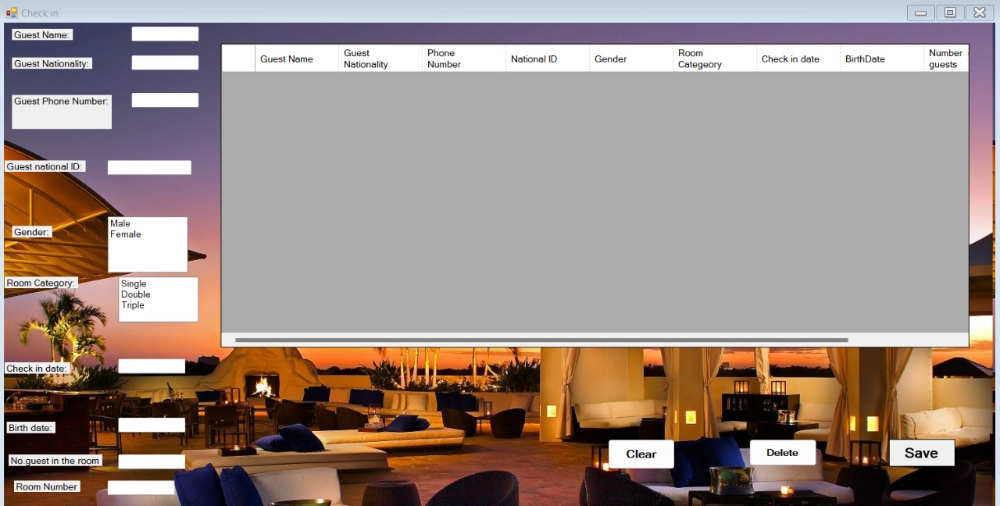 Check in
Guest Name:
Guest Nationality:
Guest Phone Number:
Guest national ID:
Gender:
Male
Female
Room Category:
Single
Double
Triple
Check in date:
Birth date:
No.guest in the room
Room Number
Guest Name
Guest
Nationality
Phone
Number
National ID
Gender
Room
Categeory
Check in date
BirthDate
Number
guests
Clear
Delete
Save